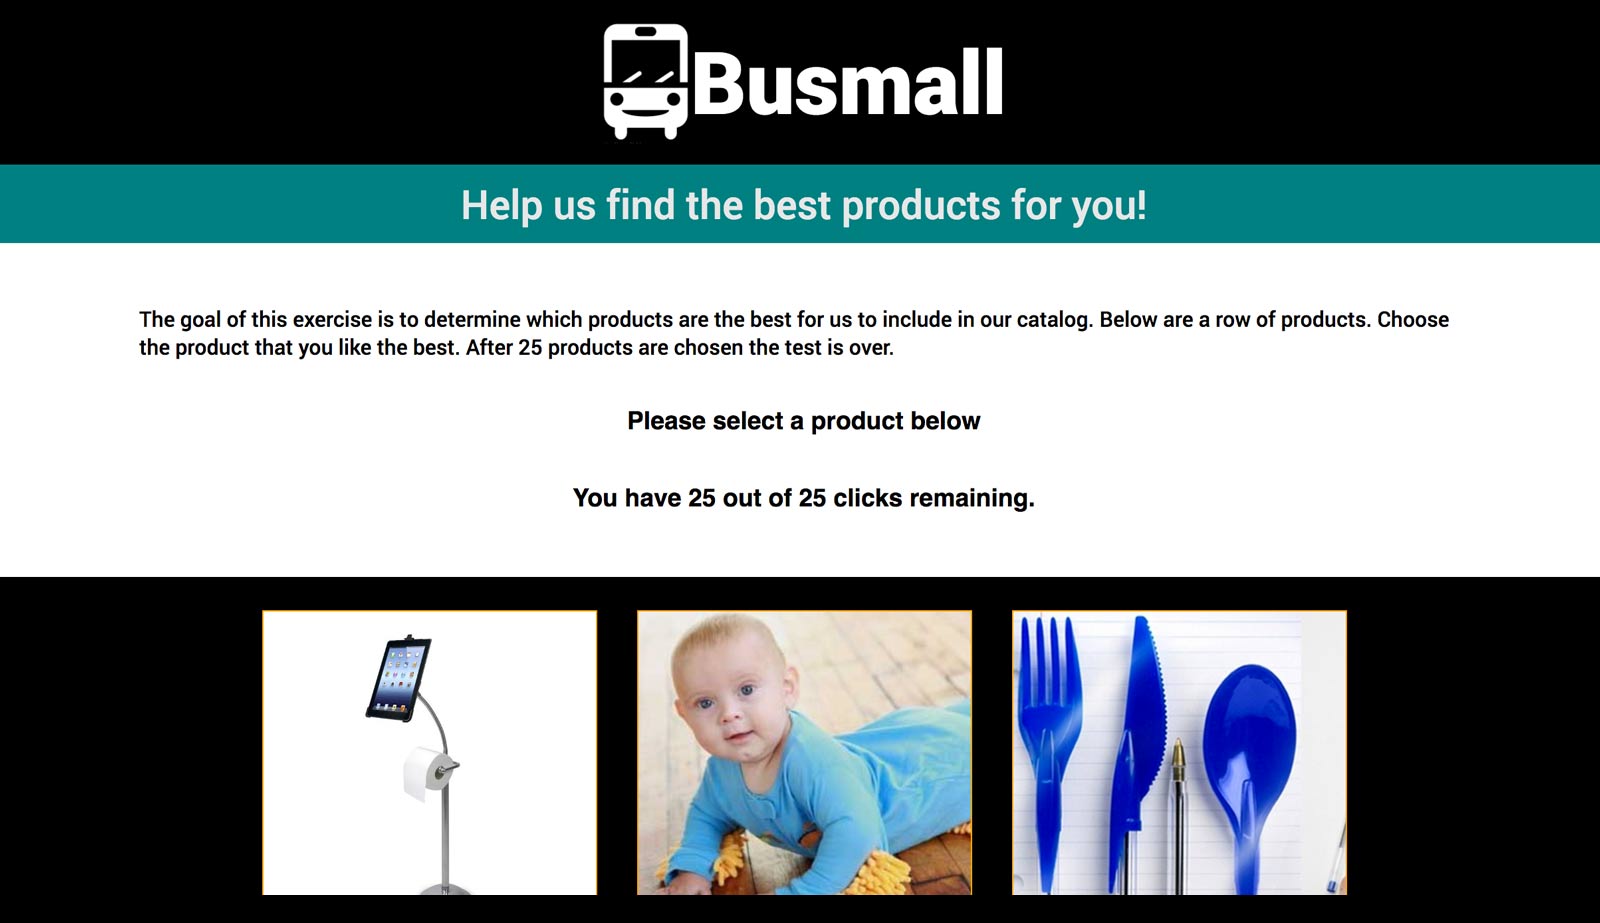 Busmall
Help us find the best products for you!
The goal of this exercise is to determine which products are the best for us to include in our catalog. Below are a row of products. Choose
the product that you like the best. After 25 products are chosen the test is over.
Please select a product below
You have 25 out of 25 clicks remaining.